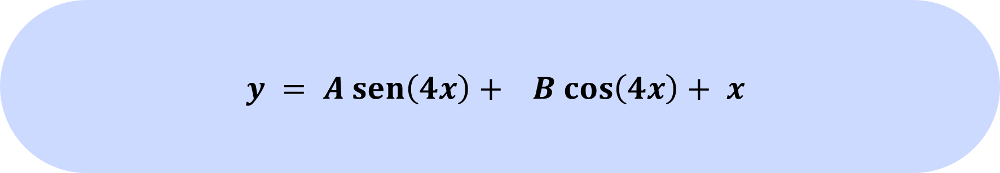 y = A sen(4x) + B cos(4x) + x